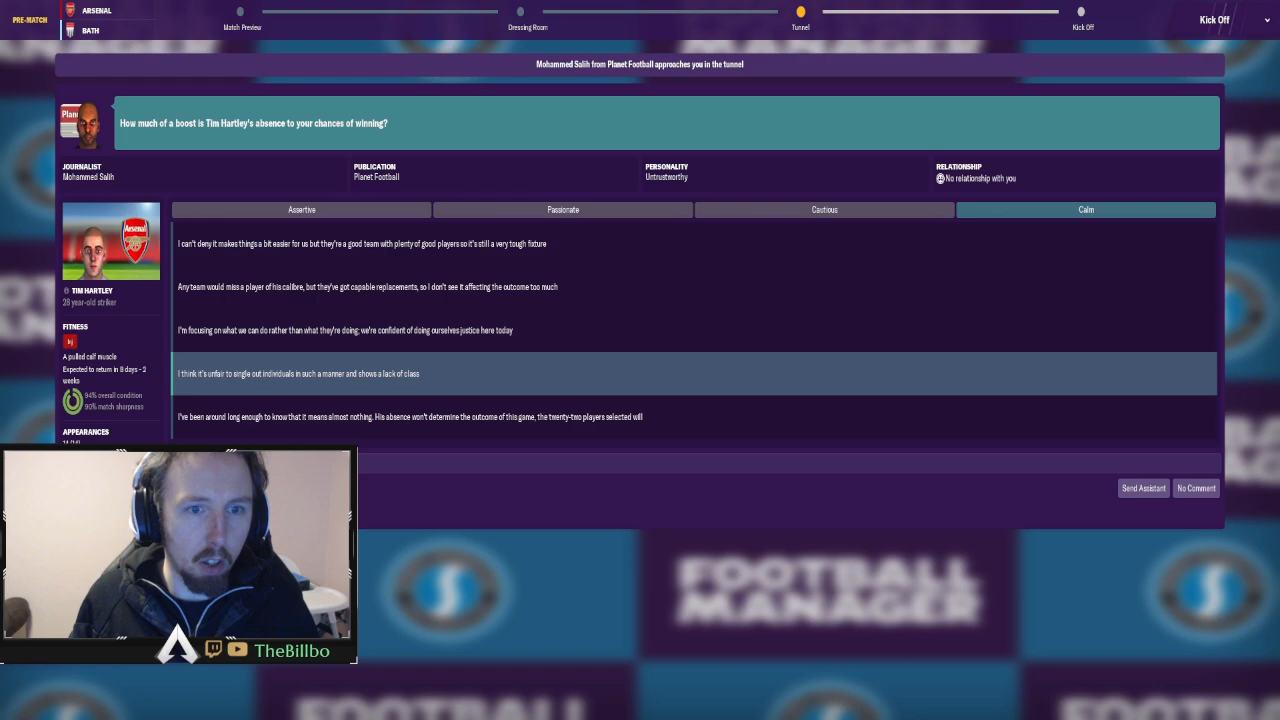 PRE-MATCH
ARSENAL
BATH
Match Preview
Dressing Room
Tunnel
Kick Off
Kick Off
Mohammed Salih from Planet Football approaches you in the tunnel
How much of a boost is Tim Hartley's absence to your chances of winning?
JOURNALIST
Mohammed Salih
PUBLICATION
Planet Football
PERSONALITY
Untrustworthy
RELATIONSHIP
No relationship with you
Arsenal
TIM HARTLEY
28 year-old striker
FITNESS
Inj
A pulled calf muscle
Expected to return in 8 days - 2
weeks
94% overall condition
90% match sharpness
APPEARANCES
Assertive
Passionate
Cautious
Calm
I can't deny it makes things a bit easier for us but they're a good team with plenty of good players so it's still a very tough fixture
Any team would miss a player of his calibre, but they've got capable replacements, so I don't see it affecting the outcome too much
I'm focusing on what we can do rather than what they're doing; we're confident of doing ourselves justice here today
I think it's unfair to single out individuals in such a manner and shows a lack of class
I've been around long enough to know that it means almost nothing. His absence won't determine the outcome of this game, the twenty-two players selected will
Send Assistant
No Comment
FOOTBALL
MANAGER
TheBillbo